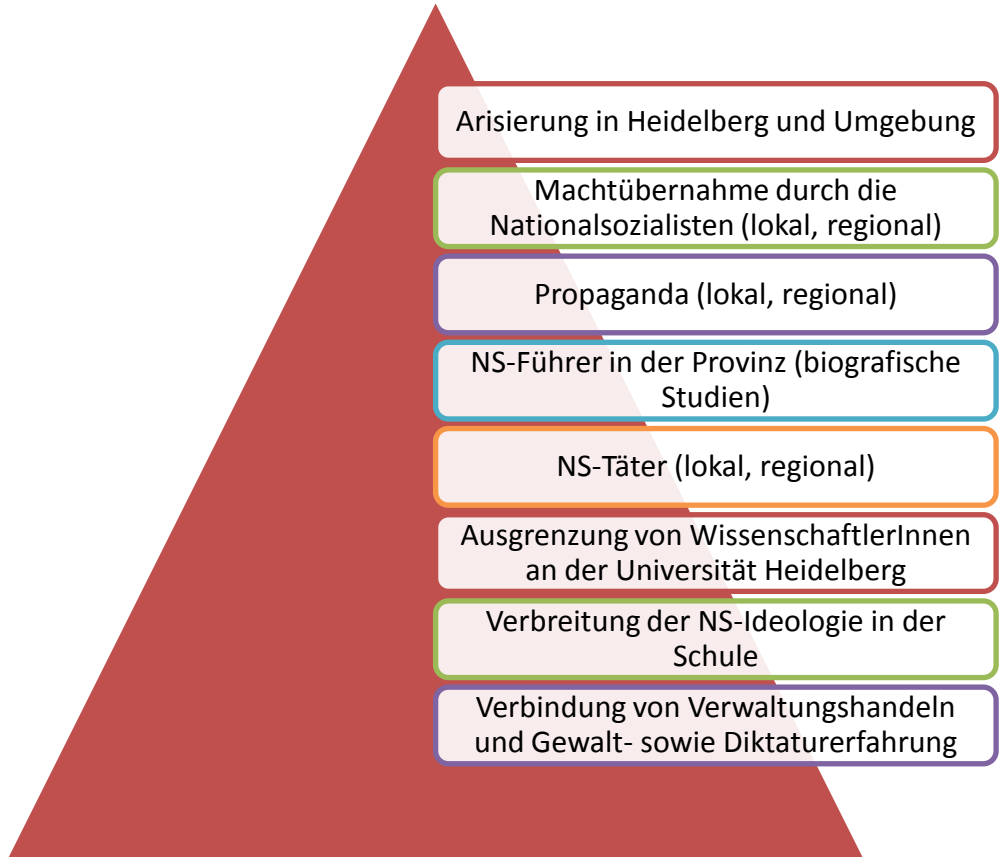 Arisierung in Heidelberg und Umgebung
Machtübernahme durch die
Nationalsozialisten (lokal, regional)
Propaganda (lokal, regional)
NS-Führer in der Provinz (biografische
Studien)
NS-Täter (lokal, regional)
Ausgrenzung von WissenschaftlerInnen
an der Universität Heidelberg
Verbreitung der NS-Ideologie in der
Schule
Verbindung von Verwaltungshandeln
und Gewalt- sowie Diktaturerfahrung